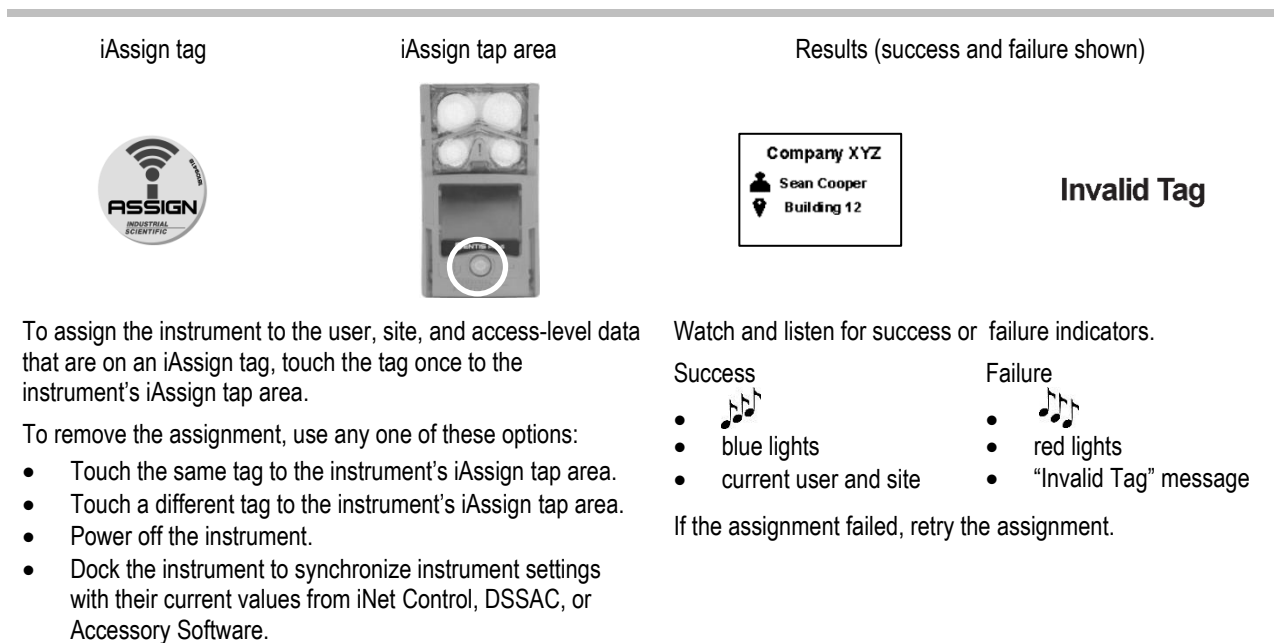 iAssign tag
iAssign tap area
Results (success and failure shown)
ASSIGN
INDUSTRIAL
SCIENTIFIC
Company XYZ
Sean Cooper
Building 12
Invalid Tag
To assign the instrument to the user, site, and access-level data
that are on an iAssign tag, touch the tag once to the
instrument's iAssign tap area.
To remove the assignment, use any one of these options:
• Touch the same tag to the instrument's iAssign tap area.
• Touch a different tag to the instrument's iAssign tap area.
• Power off the instrument.
• Dock the instrument to synchronize instrument settings
with their current values from iNet Control, DSSAC, or
Accessory Software.
Watch and listen for success or failure indicators.
Success
• blue lights
• current user and site
Failure
• red lights
• "Invalid Tag" message
If the assignment failed, retry the assignment.